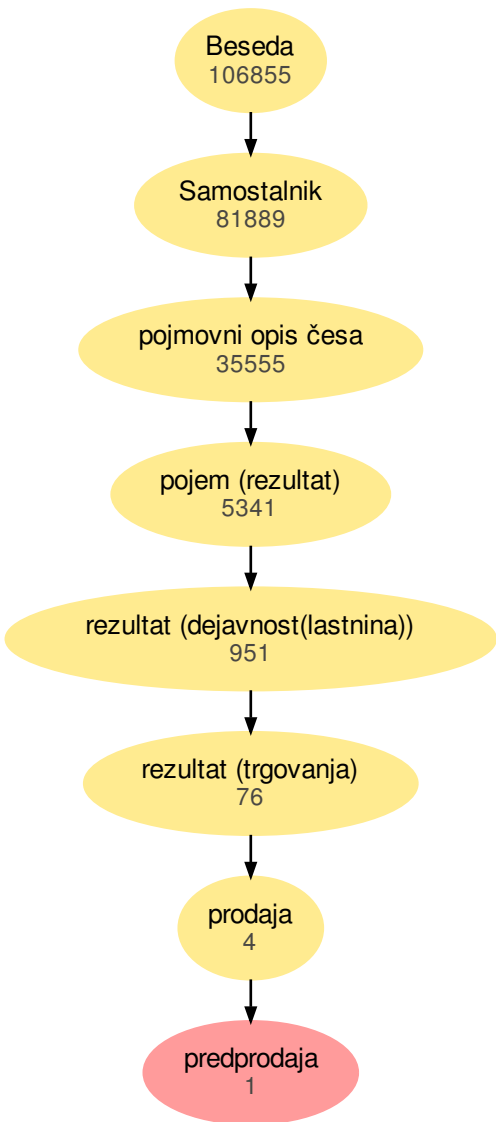 Beseda
106855
Samostalnik
81889
pojmovni opis česa
35555
pojem (rezultat)
5341
rezultat (dejavnost(lastnina))
951
rezultat (trgovanja)
76
prodaja
4
predprodaja
1